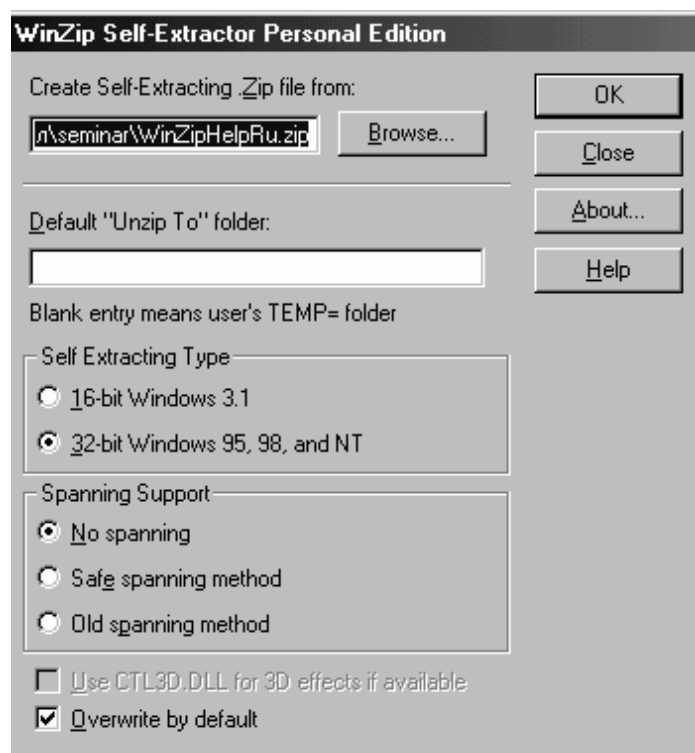 WinZip Self-Extractor Personal Edition
Create Self-Extracting .Zip file from:
n\seminar\WinZipHelpRu.zip
Browse...
OK
Close
About...
Help
Default "Unzip To" folder:
Blank entry means user's TEMP= folder
Self Extracting Type
16-bit Windows 3.1
32-bit Windows 95, 98, and NT
Spanning Support
No spanning
Safe spanning method
Old spanning method
Use CTL3D.DLL for 3D effects if available
Overwrite by default